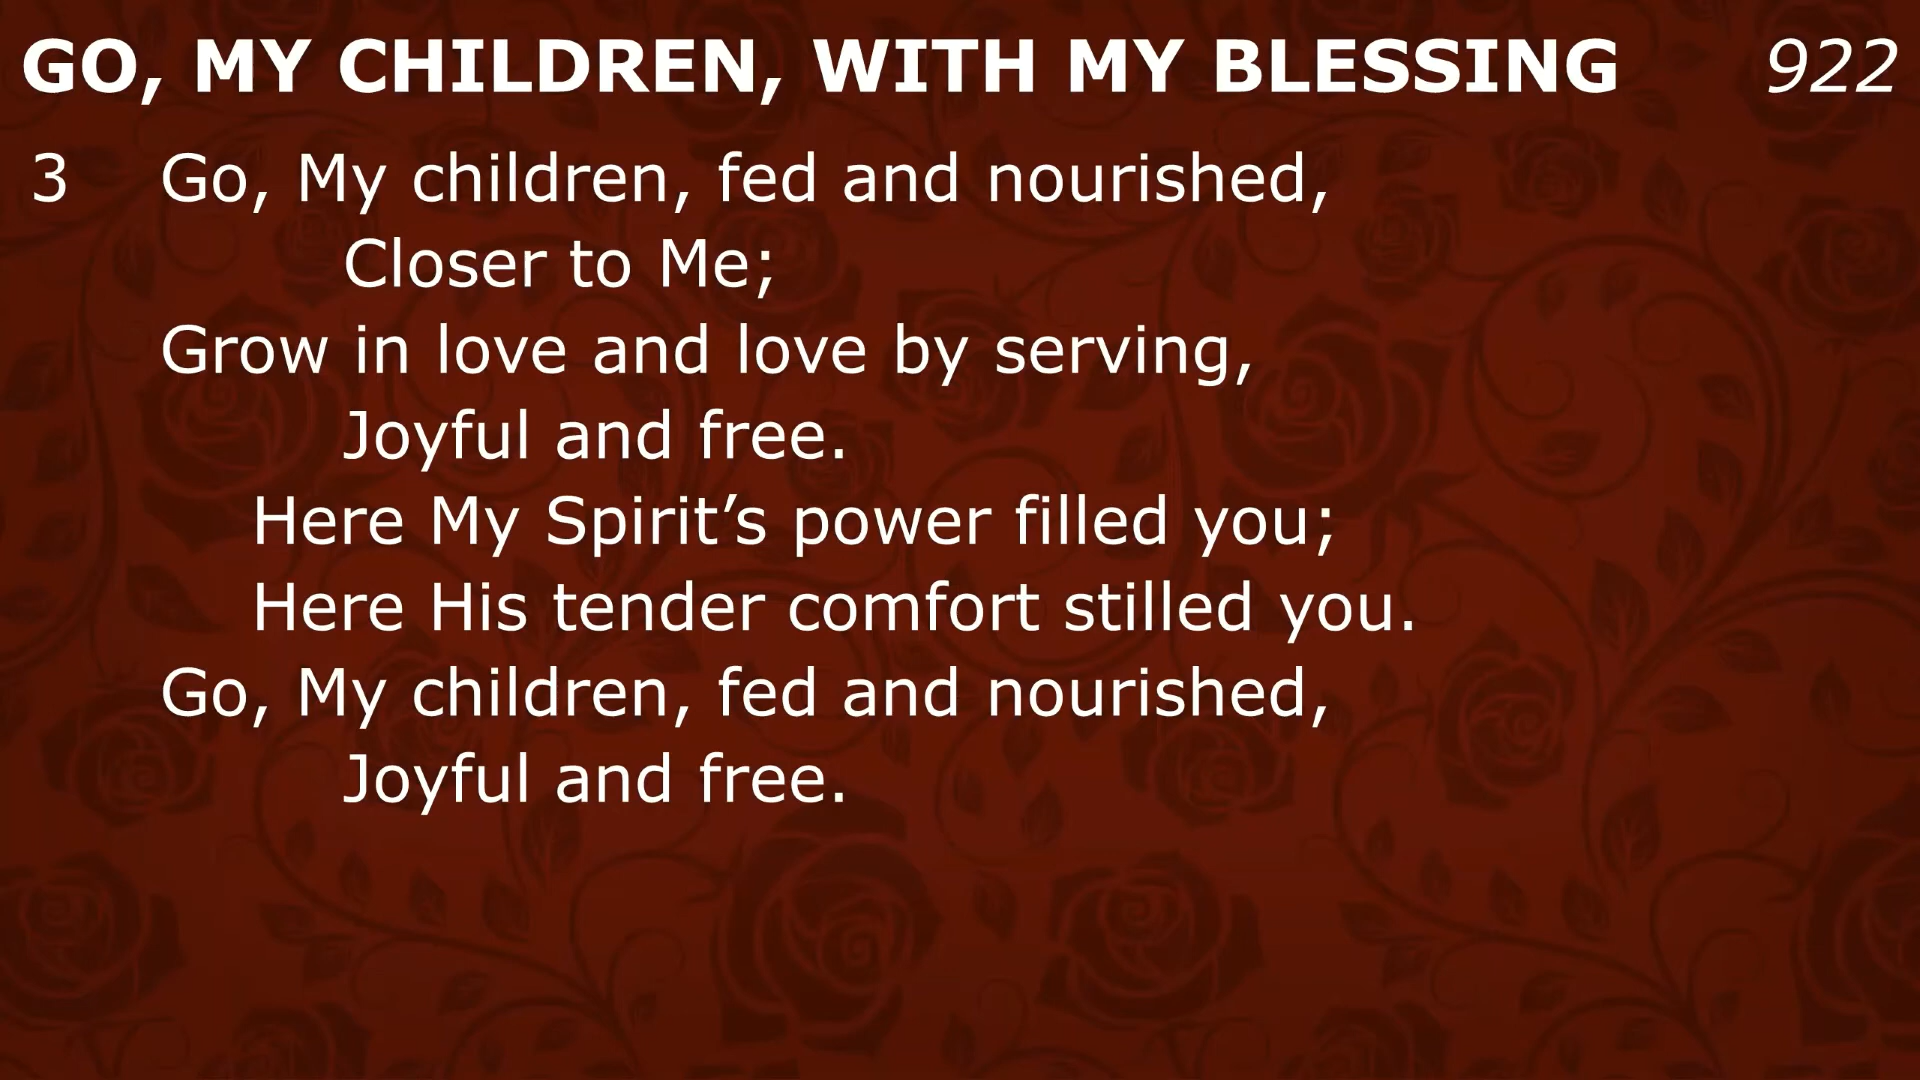 GO, MY CHILDREN, WITH MY BLESSING 922
3 Go, My children, fed and nourished,
Closer to Me;
Grow in love and love by serving,
Joyful and free.
Here My Spirit’s power filled you;
Here His tender comfort stilled you.
Go, My children, fed and nourished,
Joyful and free.